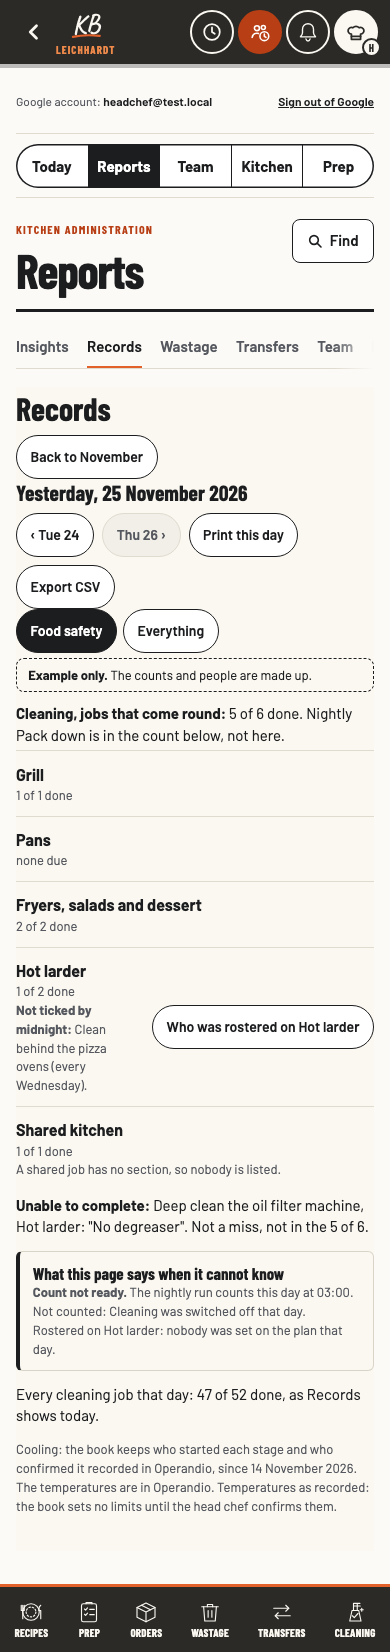 KB
LEICHHARDT
H
Google account: headchef@test.local
Sign out of Google
Today
Reports
Team
Kitchen
Prep
KITCHEN ADMINISTRATION
Find
Reports
Insights
Records
Wastage
Transfers
Team
Records
Back to November
Yesterday, 25 November 2026
‹ Tue 24
Thu 26 ›
Print this day
Export CSV
Food safety
Everything
Example only. The counts and people are made up.
Cleaning, jobs that come round: 5 of 6 done. Nightly
Pack down is in the count below, not here.
Grill
1 of 1 done
Pans
none due
Fryers, salads and dessert
2 of 2 done
Hot larder
1 of 2 done
Not ticked by
midnight: Clean
behind the pizza
ovens (every
Wednesday).
Who was rostered on Hot larder
Shared kitchen
1 of 1 done
A shared job has no section, so nobody is listed.
Unable to complete: Deep clean the oil filter machine,
Hot larder: "No degreaser". Not a miss, not in the 5 of 6.
What this page says when it cannot know
Count not ready. The nightly run counts this day at 03:00.
Not counted: Cleaning was switched off that day.
Rostered on Hot larder: nobody was set on the plan that
day.
Every cleaning job that day: 47 of 52 done, as Records
shows today.
Cooling: the book keeps who started each stage and who
confirmed it recorded in Operandio, since 14 November 2026.
The temperatures are in Operandio. Temperatures as recorded:
the book sets no limits until the head chef confirms them.
RECIPES
PREP
ORDERS
WASTAGE
TRANSFERS
CLEANING